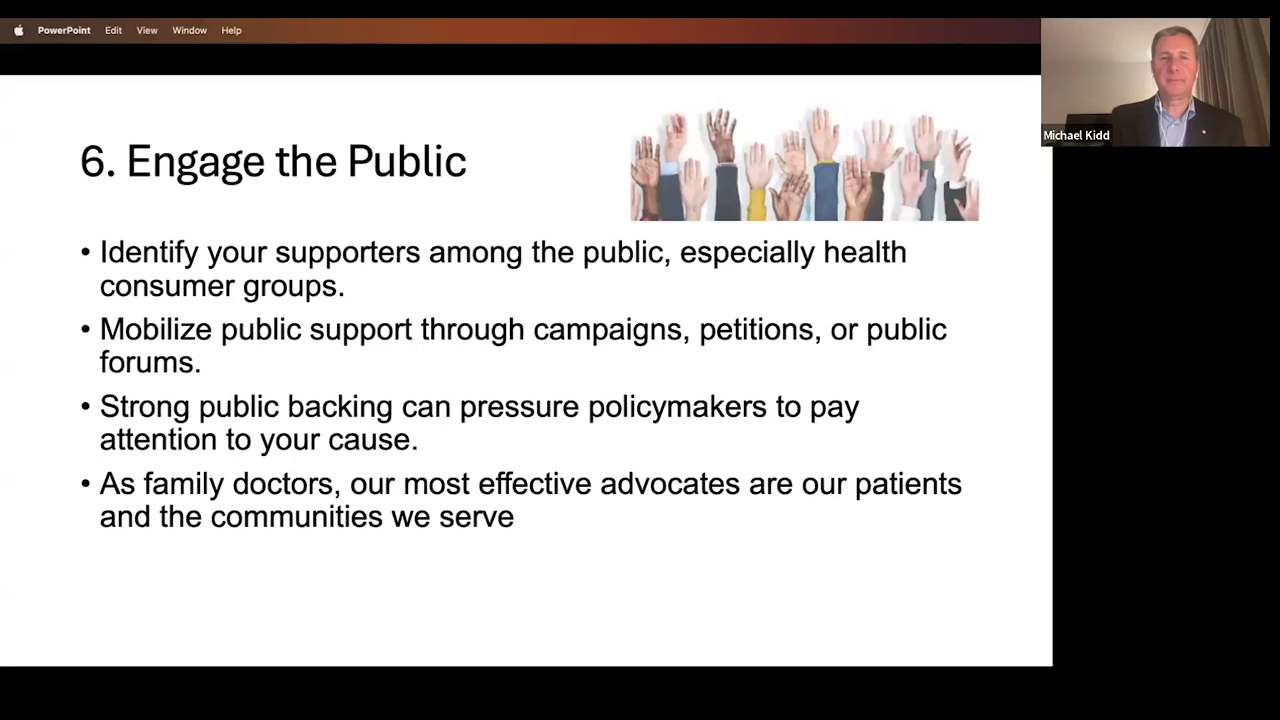 PowerPoint Edit View Window Help
Michael Kidd
6. Engage the Public
• Identify your supporters among the public, especially health
consumer groups.
• Mobilize public support through campaigns, petitions, or public
forums.
• Strong public backing can pressure policymakers to pay
attention to your cause.
• As family doctors, our most effective advocates are our patients
and the communities we serve